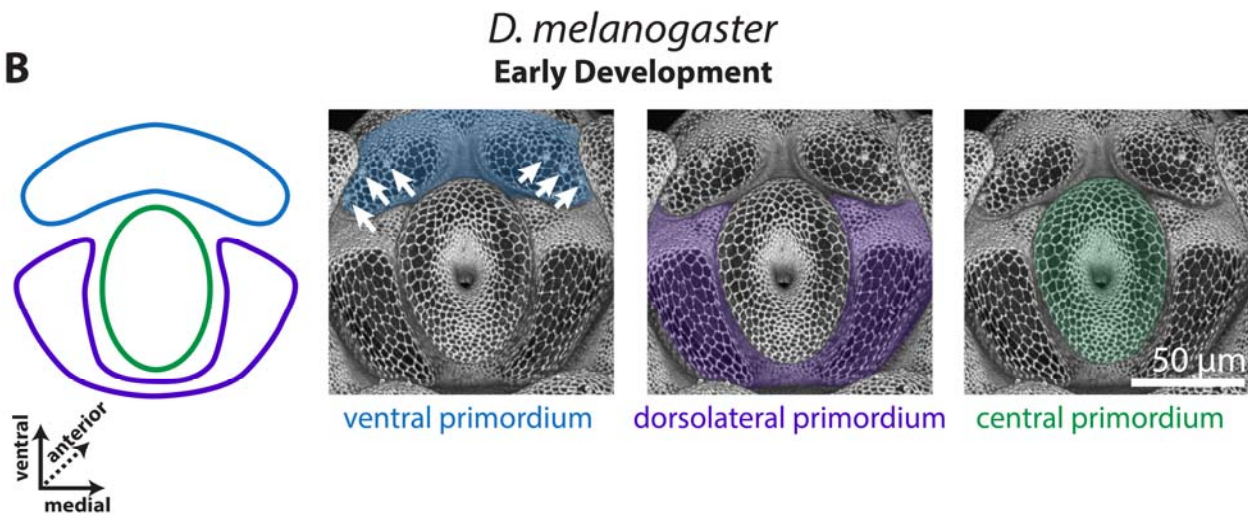 D. melanogaster
B
Early Development
50 µm
ventral primordium
dorsolateral primordium
central primordium
ventral
anterior
medial